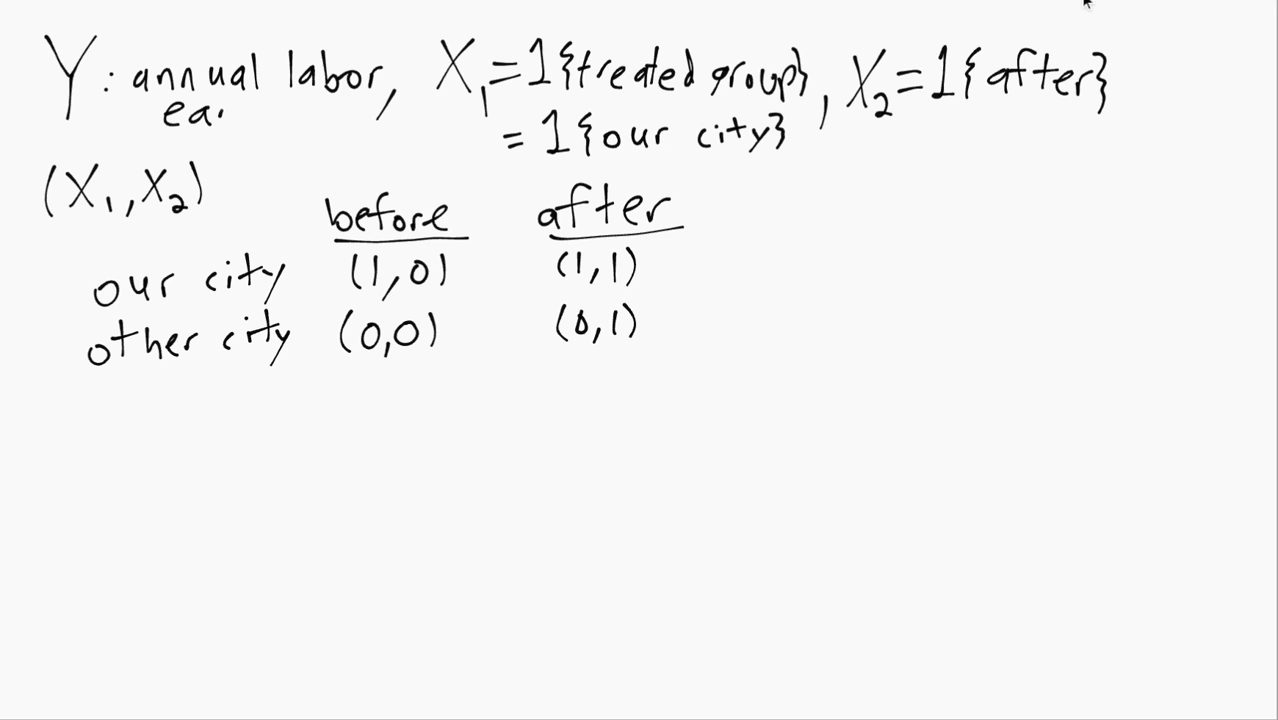 Y: annual labor, X₁=1{treated group}, X₂=1{after}
ea.
=1{our city}
(X₁,X₂)
before after
our city (1,0) (1,1)
other city (0,0) (0,1)